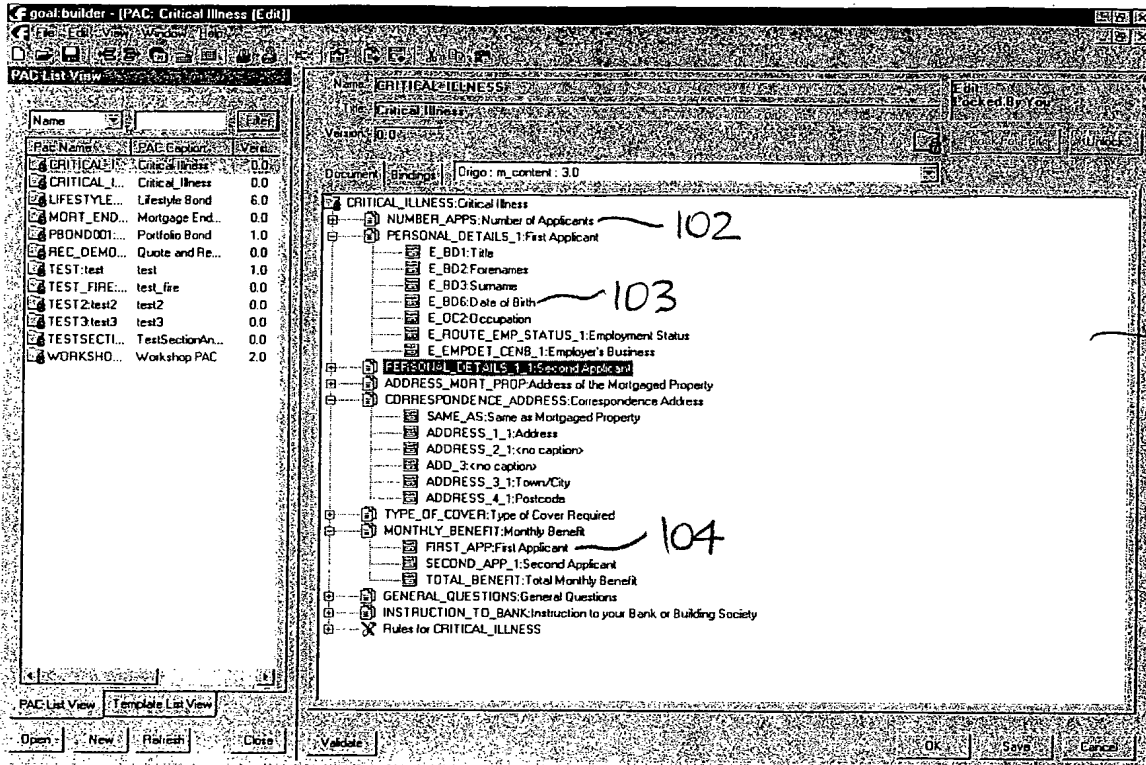 goal:builder - [PAC: Critical Illness [Edit]]
File Edit View Window Help
PAC List View
Name Filter
Pac Name PAC Caption Vers
CRITICAL-I Critical Illness 0.0
CRITICAL_I... Critical_Illness 0.0
LIFESTYLE... Lifestyle Bond 6.0
MORT_END... Mortgage End... 0.0
PBOND001:... Portfolio Bond 1.0
REC_DEMO... Quote and Re... 0.0
TEST:test test 1.0
TEST_FIRE:... test_fire 0.0
TEST2:test2 test2 0.0
TEST3:test3 test3 0.0
TESTSECTI... TestSectionAn... 0.0
WORKSHO... Workshop PAC 2.0
PAC List View Template List View
Open New Refresh Close
Name: CRITICAL-ILLNESS
Title: Critical Illness
Version: 0.0
Edit
Locked By You
Unlock
Document Bindings Origo : m_content : 3.0
CRITICAL_ILLNESS:Critical Illness
NUMBER_APPS:Number of Applicants 102
PERSONAL_DETAILS_1:First Applicant
E_BD1:Title
E_BD2:Forenames
E_BD3:Surname
E_BD6:Date of Birth 103
E_OC2:Occupation
E_ROUTE_EMP_STATUS_1:Employment Status
E_EMPDET_CENB_1:Employer's Business
PERSONAL_DETAILS_1_1:Second Applicant
ADDRESS_MORT_PROP:Address of the Mortgaged Property
CORRESPONDENCE_ADDRESS:Correspondence Address
SAME_AS:Same as Mortgaged Property
ADDRESS_1_1:Address
ADDRESS_2_1:<no caption>
ADD_3:<no caption>
ADDRESS_3_1:Town/City
ADDRESS_4_1:Postcode
TYPE_OF_COVER:Type of Cover Required
MONTHLY_BENEFIT:Monthly Benefit
FIRST_APP:First Applicant 104
SECOND_APP_1:Second Applicant
TOTAL_BENEFIT:Total Monthly Benefit
GENERAL_QUESTIONS:General Questions
INSTRUCTION_TO_BANK:Instruction to your Bank or Building Society
Rules for CRITICAL_ILLNESS
Validate OK Save Cancel